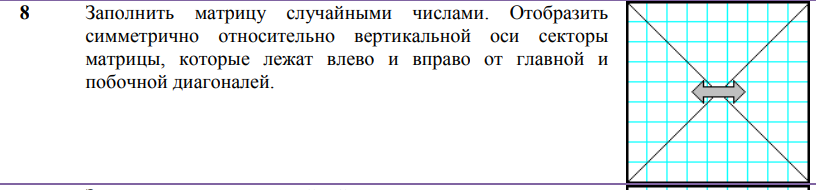 8 Заполнить матрицу случайными числами. Отобразить
симметрично относительно вертикальной оси секторы
матрицы, которые лежат влево и вправо от главной и
побочной диагоналей.